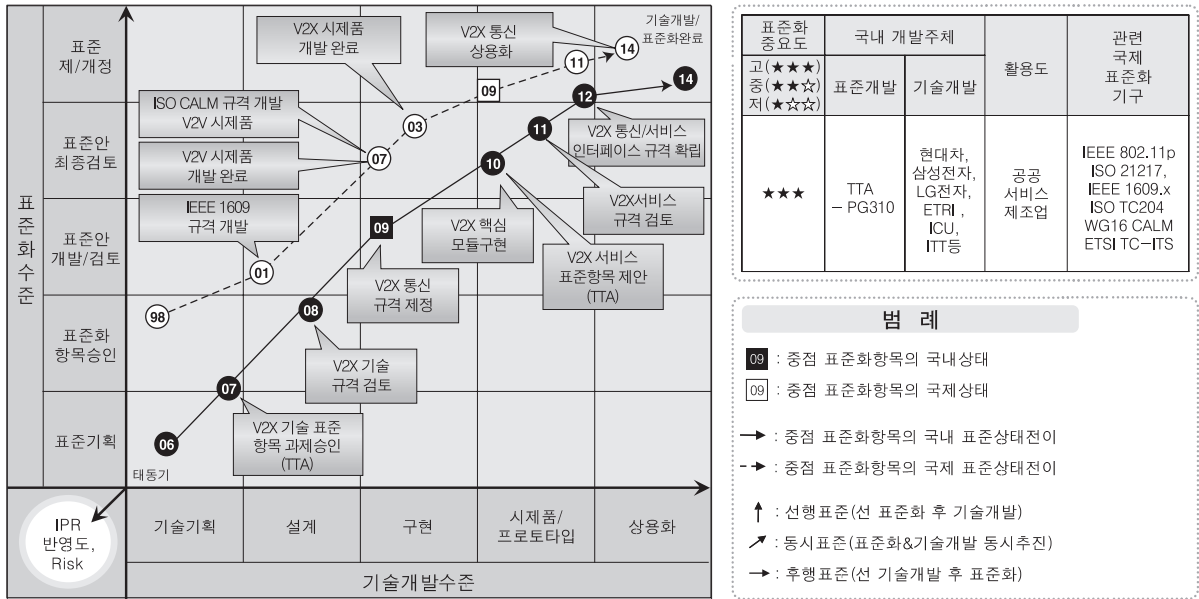 표준화수준
표준
제/개정
표준안
최종검토
표준안
개발/검토
표준화
항목승인
표준기획
V2X 시제품
개발 완료
V2X 통신
상용화
기술개발/
표준화완료
14
11
14
09
12
ISO CALM 규격 개발
V2V 시제품
03
11
V2X 통신/서비스
인터페이스 규격 확립
V2V 시제품
개발 완료
07
10
V2X서비스
규격 검토
IEEE 1609
규격 개발
09
V2X 핵심
모듈구현
V2X 서비스
표준항목 제안
(TTA)
01
V2X 통신
규격 제정
98
08
V2X 기술
규격 검토
07
V2X 기술 표준
항목 과제승인
(TTA)
06
태동기
IPR
반영도,
Risk
기술기획
설계
구현
시제품/
프로토타입
상용화
기술개발수준
표준화
중요도
고(★★★)
중(★★☆)
저(★☆☆)
국내 개발주체
표준개발
기술개발
활용도
관련
국제
표준화
기구
★★★
TTA
- PG310
현대차,
삼성전자,
LG전자,
ETRI ,
ICU,
ITT등
공공
서비스
제조업
IEEE 802.11p
ISO 21217,
IEEE 1609.x
ISO TC204
WG16 CALM
ETSI TC-ITS
범 례
09 : 중점 표준화항목의 국내상태
09 : 중점 표준화항목의 국제상태
: 중점 표준화항목의 국내 표준상태전이
: 중점 표준화항목의 국제 표준상태전이
: 선행표준(선 표준화 후 기술개발)
: 동시표준(표준화&기술개발 동시추진)
: 후행표준(선 기술개발 후 표준화)